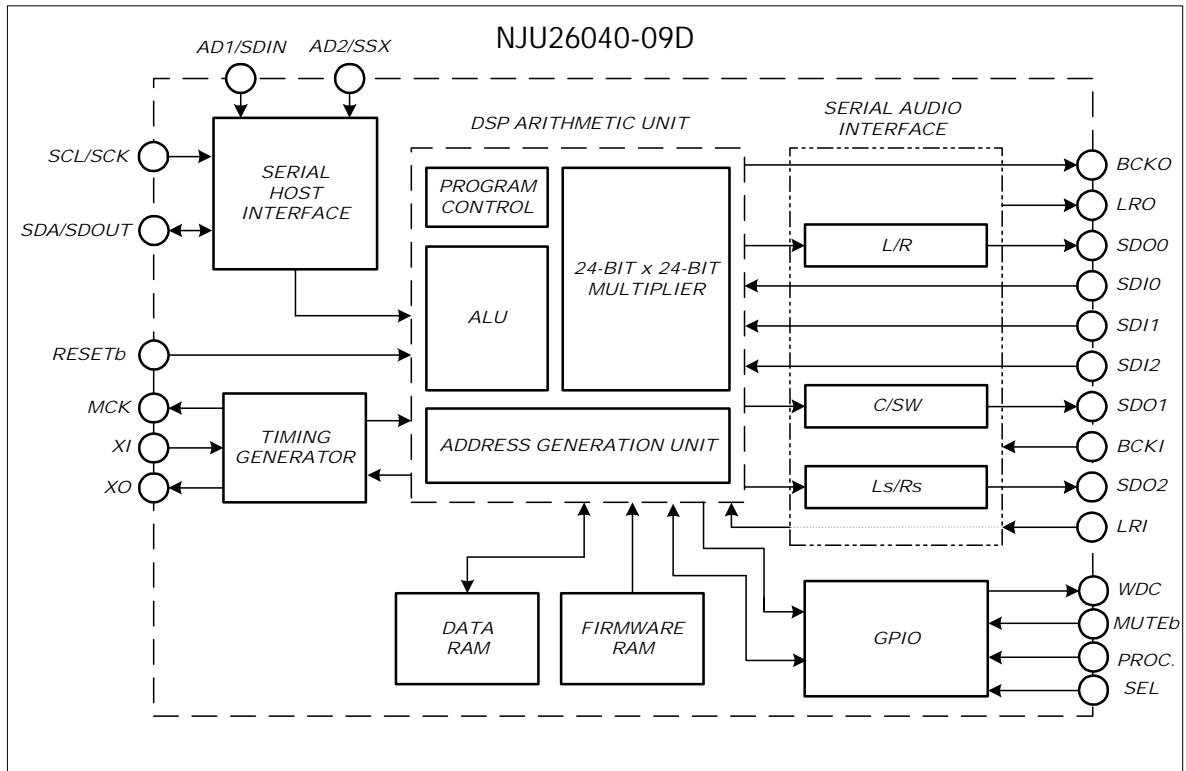 NJU26040-09D
AD1/SDIN
AD2/SSX
SCL/SCK
SDA/SDOUT
SERIAL
HOST
INTERFACE
RESETb
MCK
XI
XO
TIMING
GENERATOR
DSP ARITHMETIC UNIT
PROGRAM
CONTROL
ALU
24-BIT x 24-BIT
MULTIPLIER
ADDRESS GENERATION UNIT
DATA
RAM
FIRMWARE
RAM
SERIAL AUDIO
INTERFACE
L/R
C/SW
Ls/Rs
GPIO
BCKO
LRO
SDO0
SDI0
SDI1
SDI2
SDO1
BCKI
SDO2
LRI
WDC
MUTEb
PROC.
SEL